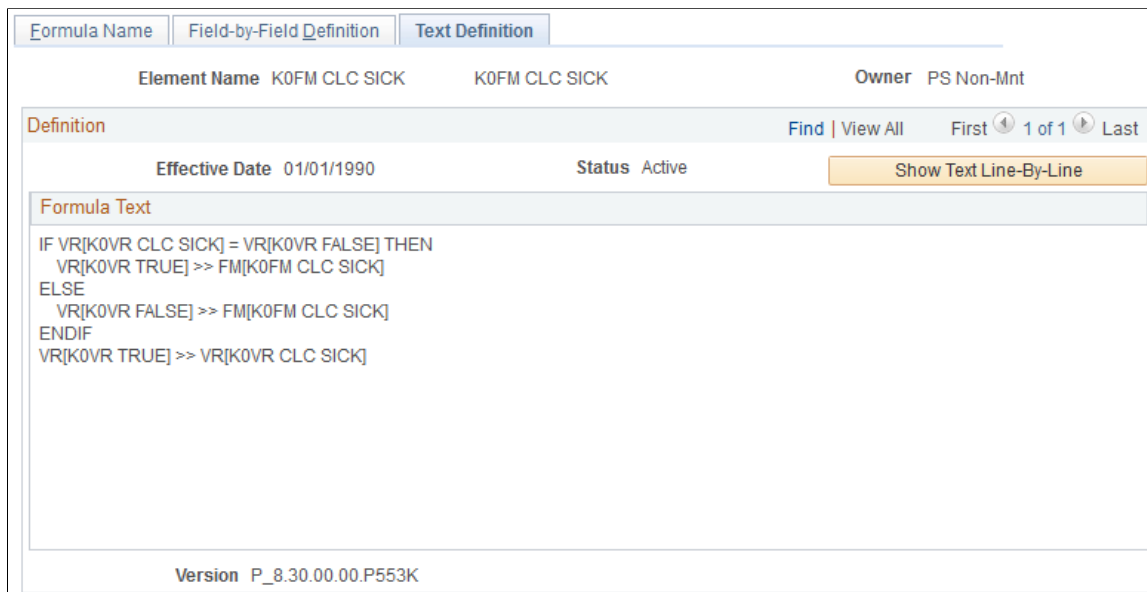 Formula Name Field-by-Field Definition Text Definition
Element Name K0FM CLC SICK K0FM CLC SICK Owner PS Non-Mnt
Definition Find | View All First 1 of 1 Last
Effective Date 01/01/1990 Status Active Show Text Line-By-Line
Formula Text
IF VR[K0VR CLC SICK] = VR[K0VR FALSE] THEN
VR[K0VR TRUE] >> FM[K0FM CLC SICK]
ELSE
VR[K0VR FALSE] >> FM[K0FM CLC SICK]
ENDIF
VR[K0VR TRUE] >> VR[K0VR CLC SICK]
Version P_8.30.00.00.P553K